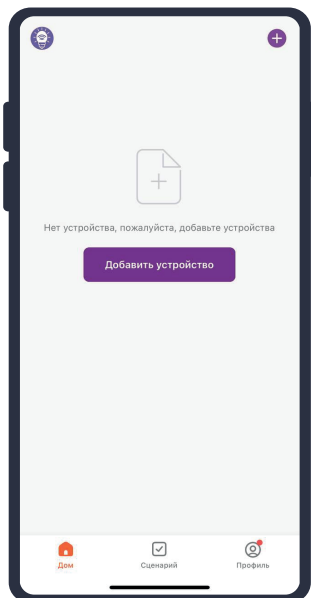 Нет устройства, пожалуйста, добавьте устройства
Добавить устройство
Дом
Сценарий
Профиль